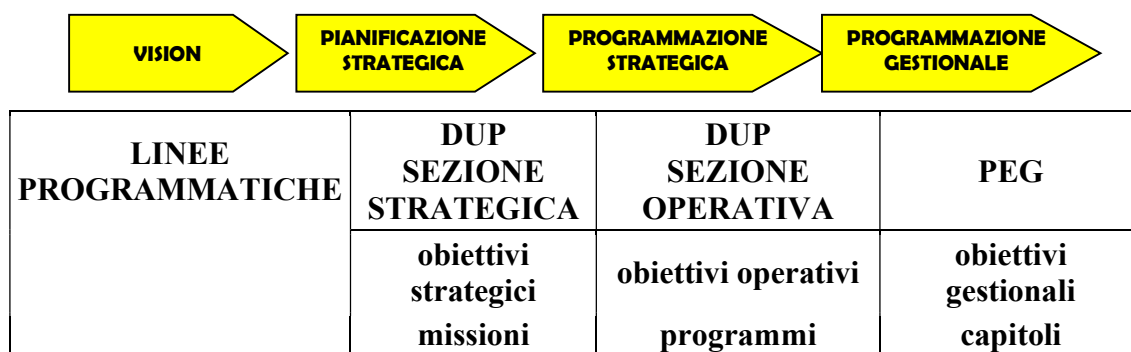 VISION
PIANIFICAZIONE
STRATEGICA
PROGRAMMAZIONE
STRATEGICA
PROGRAMMAZIONE
GESTIONALE
LINEE
PROGRAMMATICHE
DUP
SEZIONE
STRATEGICA
DUP
SEZIONE
OPERATIVA
PEG
obiettivi
strategici
obiettivi operativi
obiettivi
gestionali
missioni
programmi
capitoli